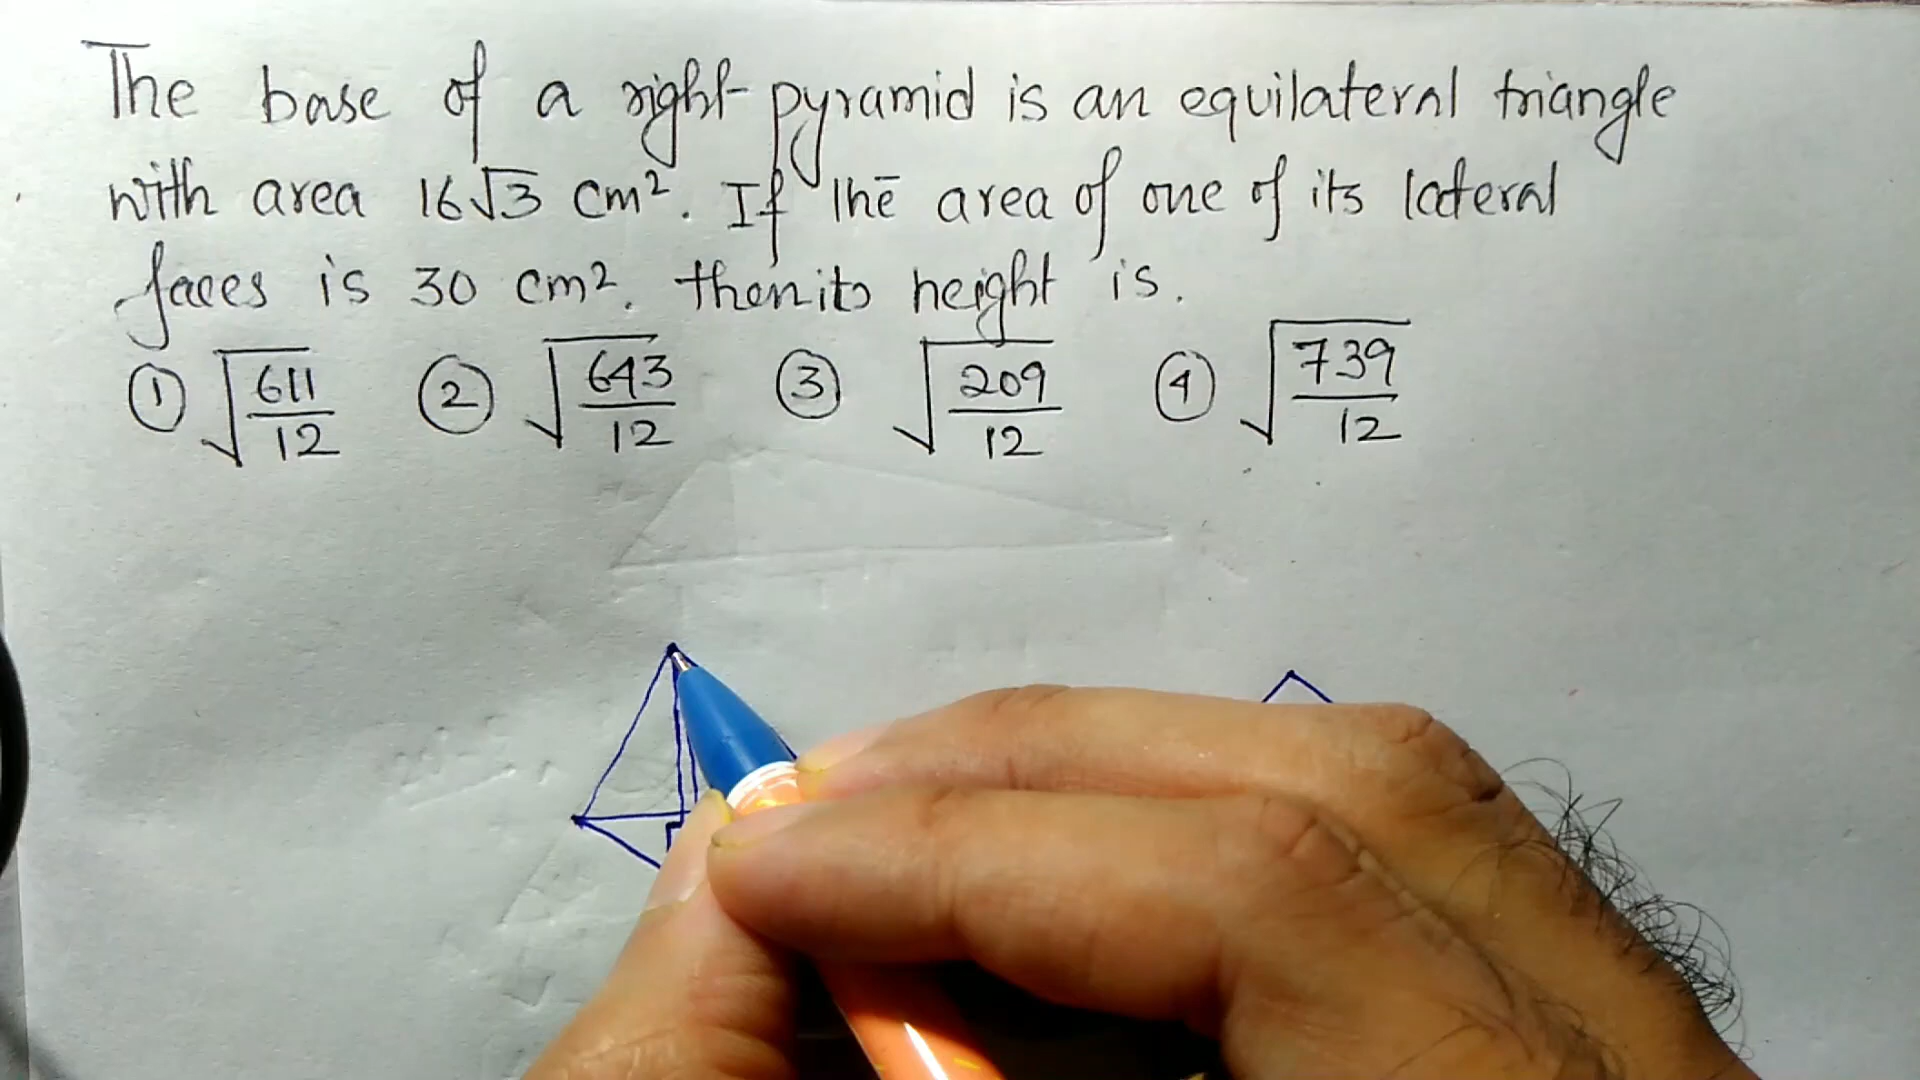 The base of a right pyramid is an equilateral triangle
with area 16√3 cm². If the area of one of its lateral
faces is 30 cm². then its height is.
① √(611/12) ② √(643/12) ③ √(209/12) ④ √(739/12)